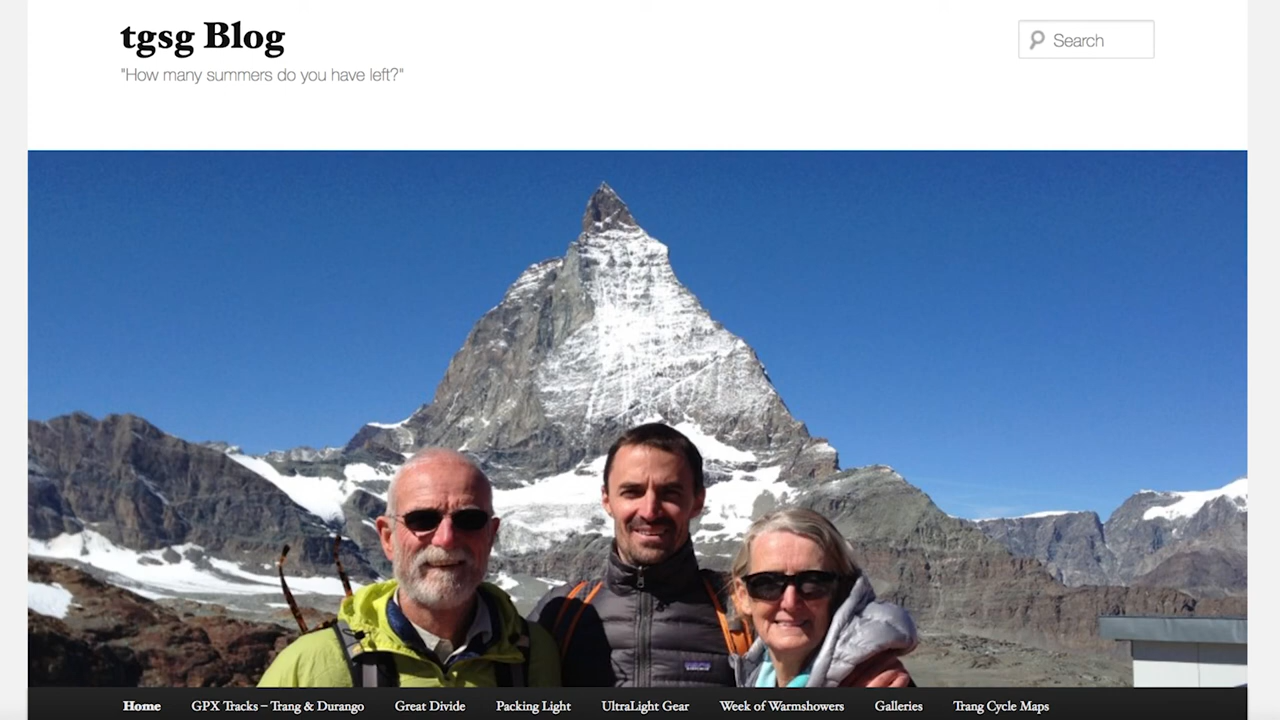 tgsg Blog
Search
"How many summers do you have left?"
patagonia
Home GPX Tracks – Trang & Durango Great Divide Packing Light UltraLight Gear Week of Warmshowers Galleries Trang Cycle Maps